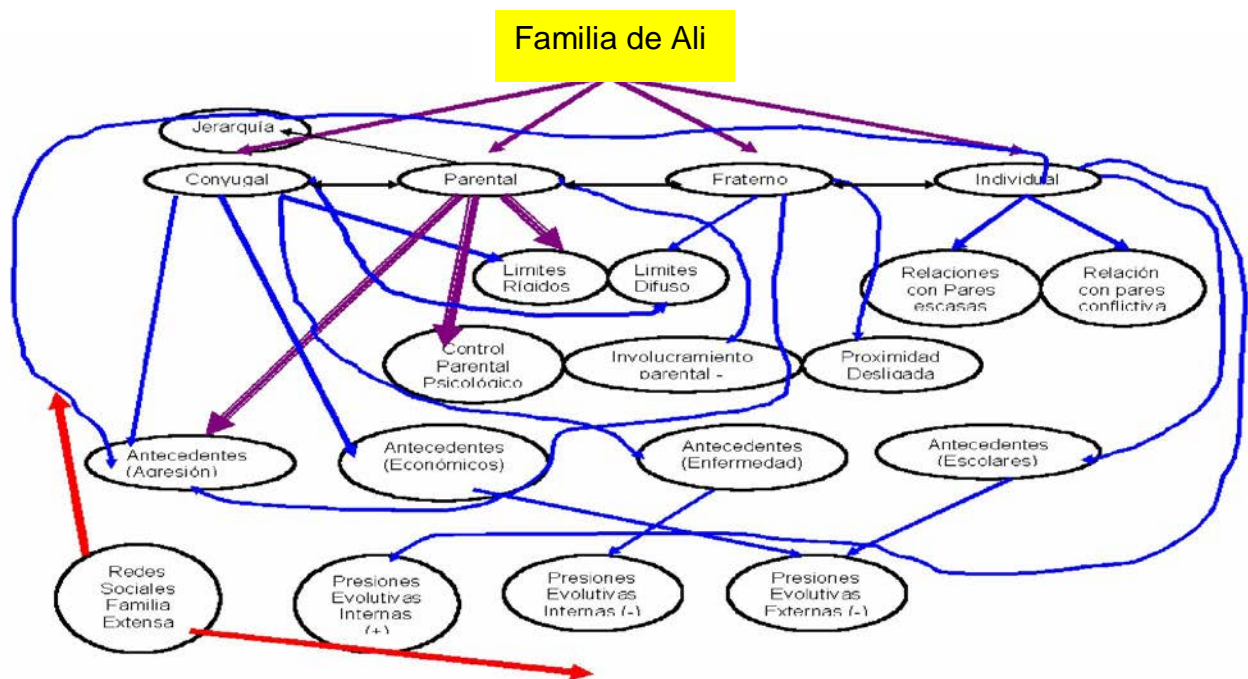 Familia de Ali
Jerarquía
Conyugal
Parental
Fraterno
Individual
Limites
Rígidos
Limites
Difuso
Relaciones
con Pares
escasas
Relación
con pares
conflictiva
Control
Parental
Psicológico
Involucramiento
parental -
Proximidad
Desligada
Antecedentes
(Agresión)
Antecedentes
(Económicos)
Antecedentes
(Enfermedad)
Antecedentes
(Escolares)
Redes
Sociales
Familia
Extensa
Presiones
Evolutivas
Internas
(+)
Presiones
Evolutivas
Internas (-)
Presiones
Evolutivas
Externas (-)